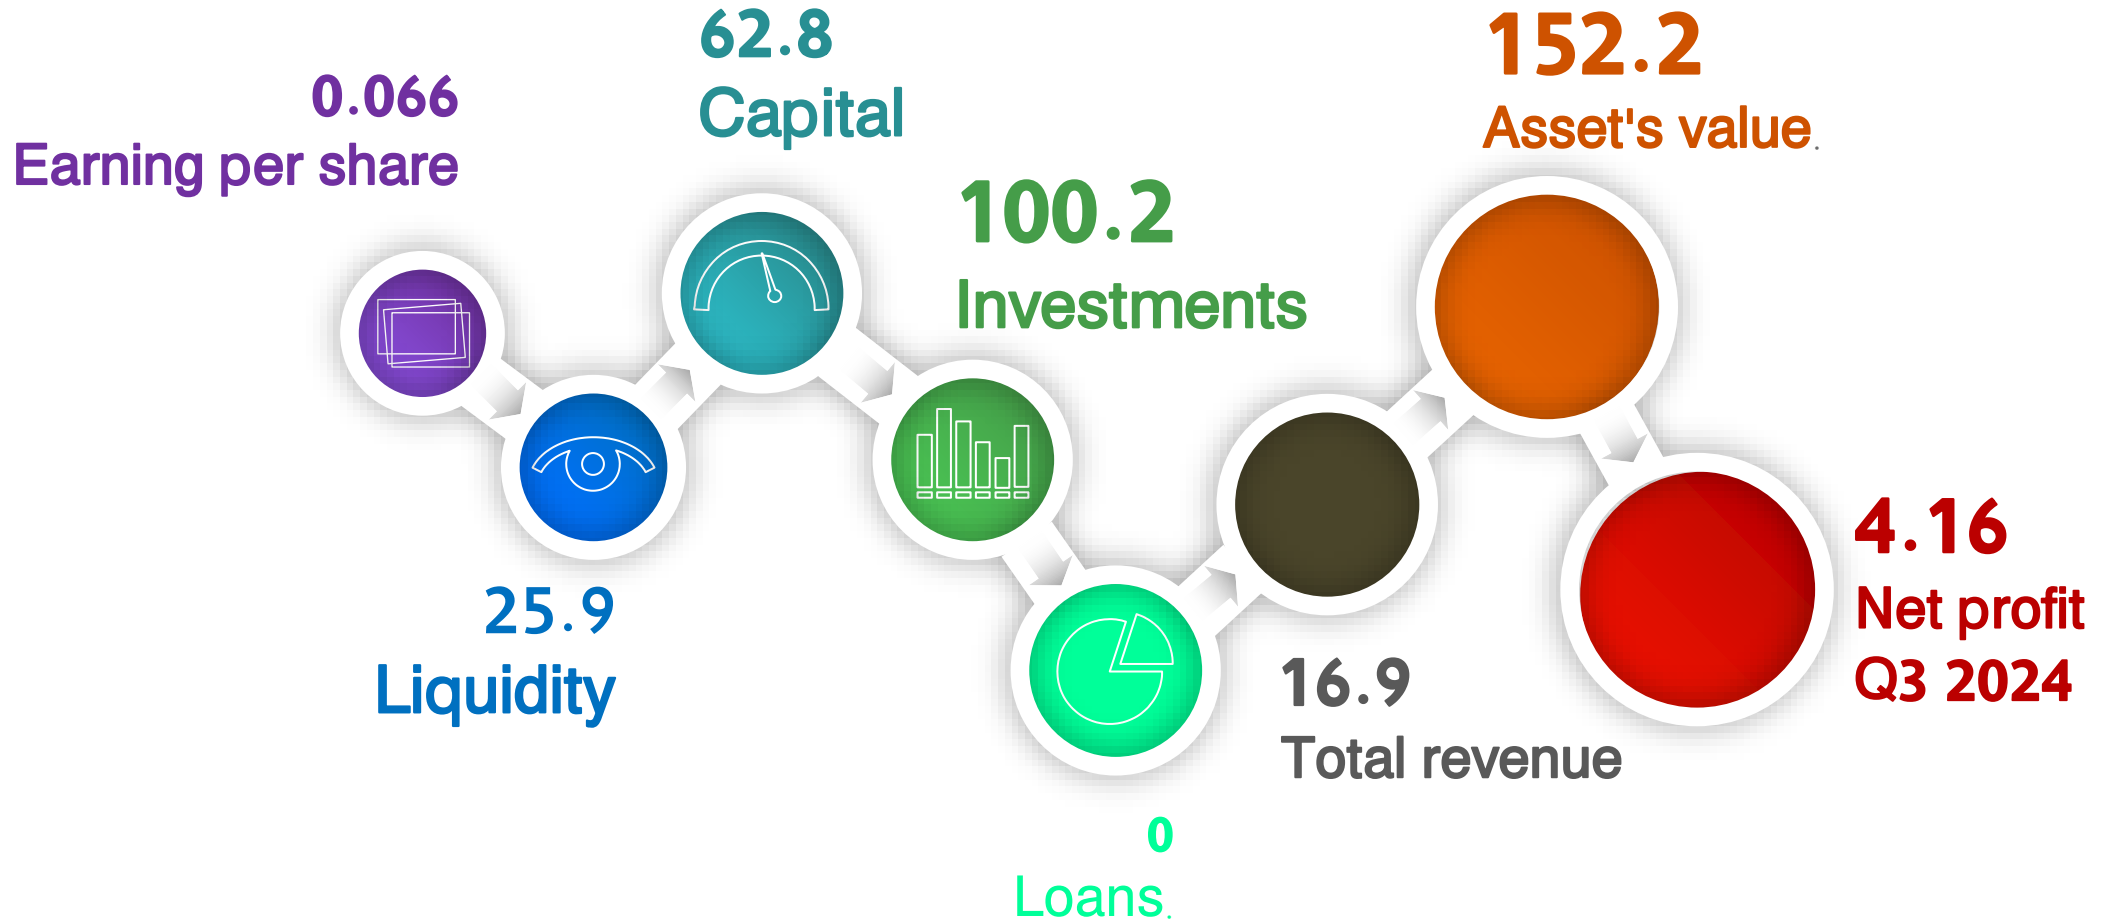 0.066
Earning per share
25.9
Liquidity
62.8
Capital
100.2
Investments
0
Loans.
16.9
Total revenue
152.2
Asset's value.
4.16
Net profit
Q3 2024